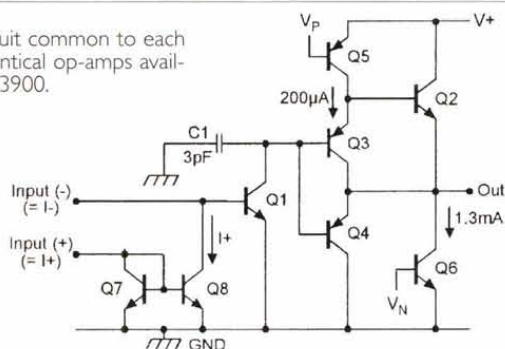 uit common to each
ntical op-amps avail-
3900.
VP
V+
Q5
200µA
Q2
C1
3pF
Q3
Input (-)
(= I-)
Q1
Out
I+
1.3mA
Input (+)
(= I+)
Q4
Q7
Q8
VN
Q6
GND